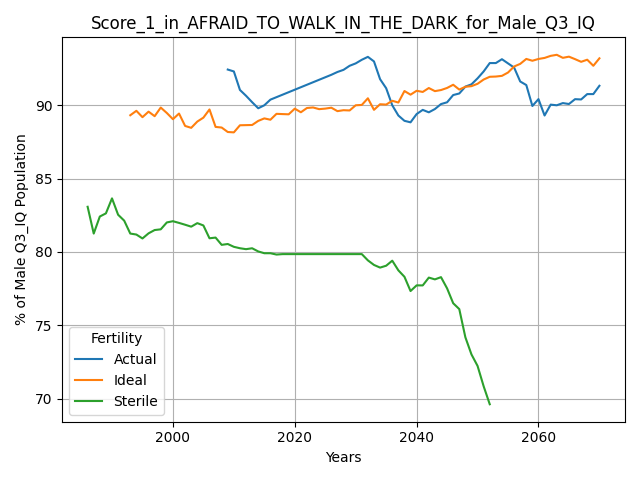 Score_1_in_AFRAID_TO_WALK_IN_THE_DARK_for_Male_Q3_IQ
% of Male Q3_IQ Population
90
85
80
75
70
Fertility
Actual
Ideal
Sterile
2000 2020 2040 2060
Years